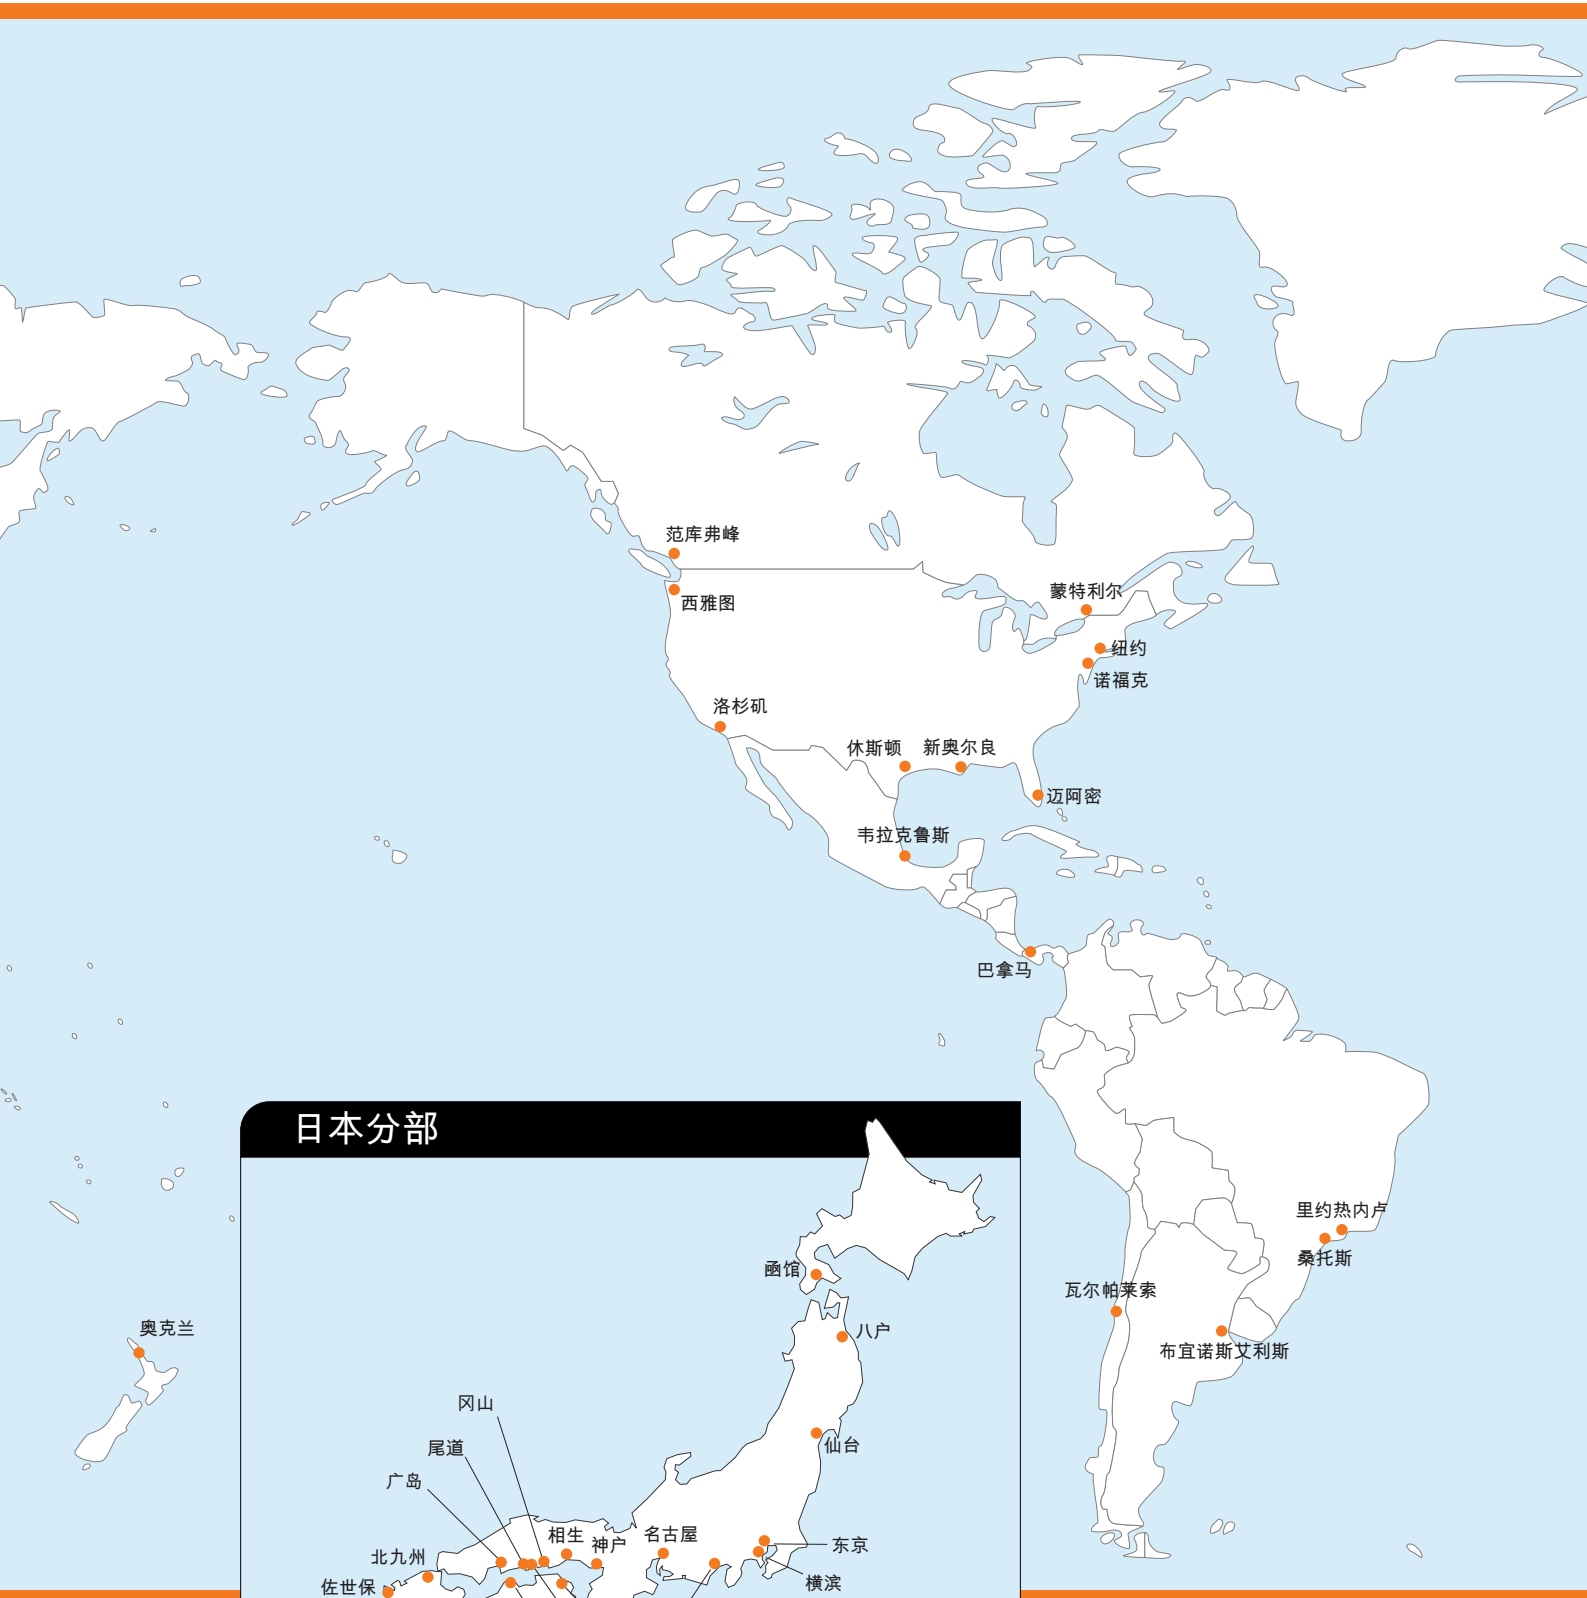 范库弗峰
西雅图
蒙特利尔
纽约
诺福克
洛杉矶
休斯顿
新奥尔良
迈阿密
韦拉克鲁斯
巴拿马
里约热内卢
桑托斯
瓦尔帕莱索
布宜诺斯艾利斯
奥克兰
日本分部
函馆
八户
仙台
冈山
尾道
广岛
相生
神户
名古屋
东京
横滨
北九州
佐世保